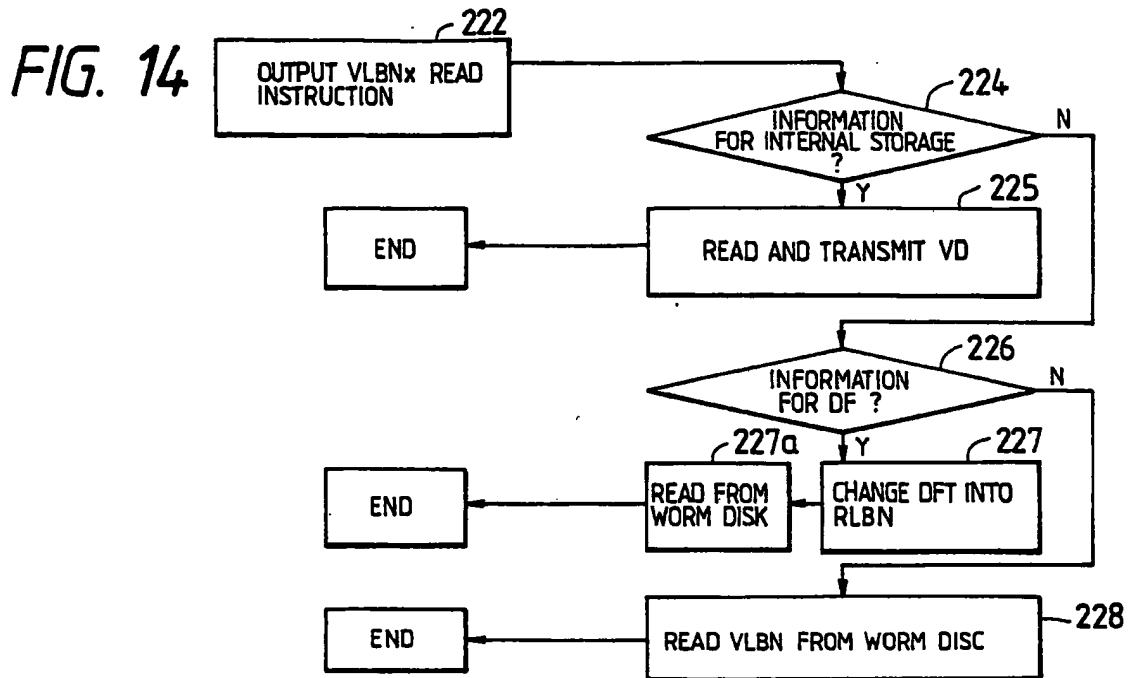 FIG. 14
222
OUTPUT VLBNx READ
INSTRUCTION
224
INFORMATION
FOR INTERNAL STORAGE
?
N
Y
225
READ AND TRANSMIT VD
END
226
INFORMATION
FOR DF ?
N
Y
227
CHANGE DFT INTO
RLBN
227a
READ FROM
WORM DISK
END
228
READ VLBN FROM WORM DISC
END